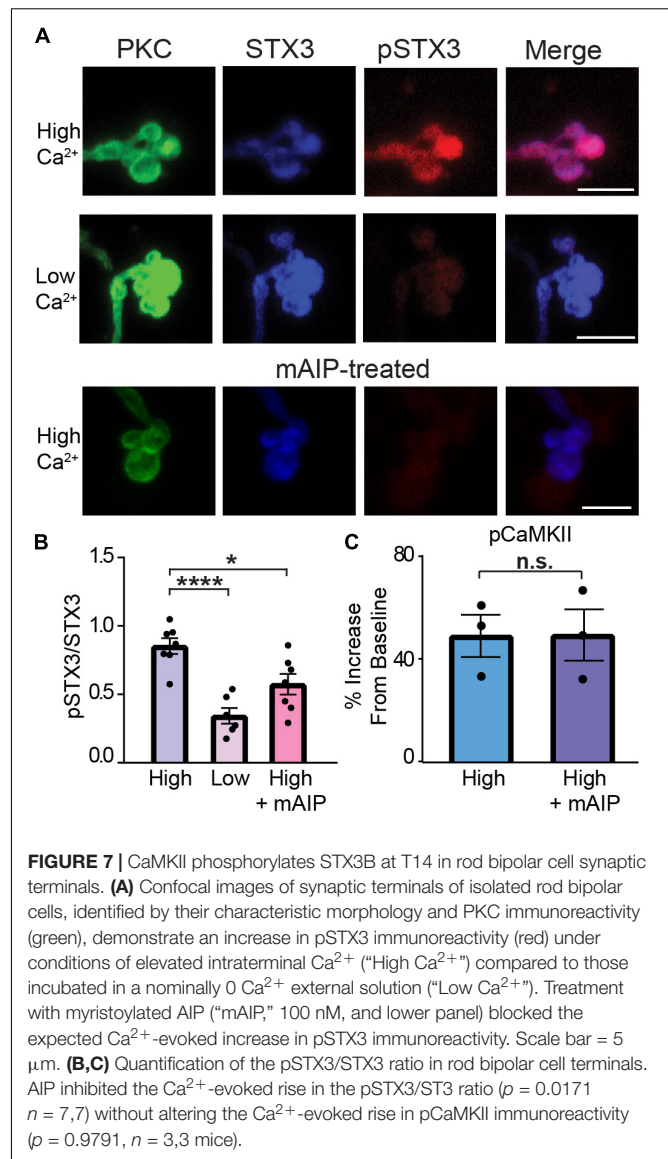 A
PKC STX3 pSTX3 Merge
High
Ca²⁺
Low
Ca²⁺
mAIP-treated
High
Ca²⁺
B
pSTX3/STX3
1.5
1.0
0.5
0.0
****
*
High Low High
+ mAIP
C
pCaMKII
% Increase
From Baseline
80
40
0
n.s.
High High
+ mAIP
FIGURE 7 | CaMKII phosphorylates STX3B at T14 in rod bipolar cell synaptic
terminals. (A) Confocal images of synaptic terminals of isolated rod bipolar
cells, identified by their characteristic morphology and PKC immunoreactivity
(green), demonstrate an increase in pSTX3 immunoreactivity (red) under
conditions of elevated intraterminal Ca²⁺ (“High Ca²⁺”) compared to those
incubated in a nominally 0 Ca²⁺ external solution (“Low Ca²⁺”). Treatment
with myristoylated AIP (“mAIP,” 100 nM, and lower panel) blocked the
expected Ca²⁺-evoked increase in pSTX3 immunoreactivity. Scale bar = 5
μm. (B,C) Quantification of the pSTX3/STX3 ratio in rod bipolar cell terminals.
AIP inhibited the Ca²⁺-evoked rise in the pSTX3/ST3 ratio (p = 0.0171
n = 7,7) without altering the Ca²⁺-evoked rise in pCaMKII immunoreactivity
(p = 0.9791, n = 3,3 mice).